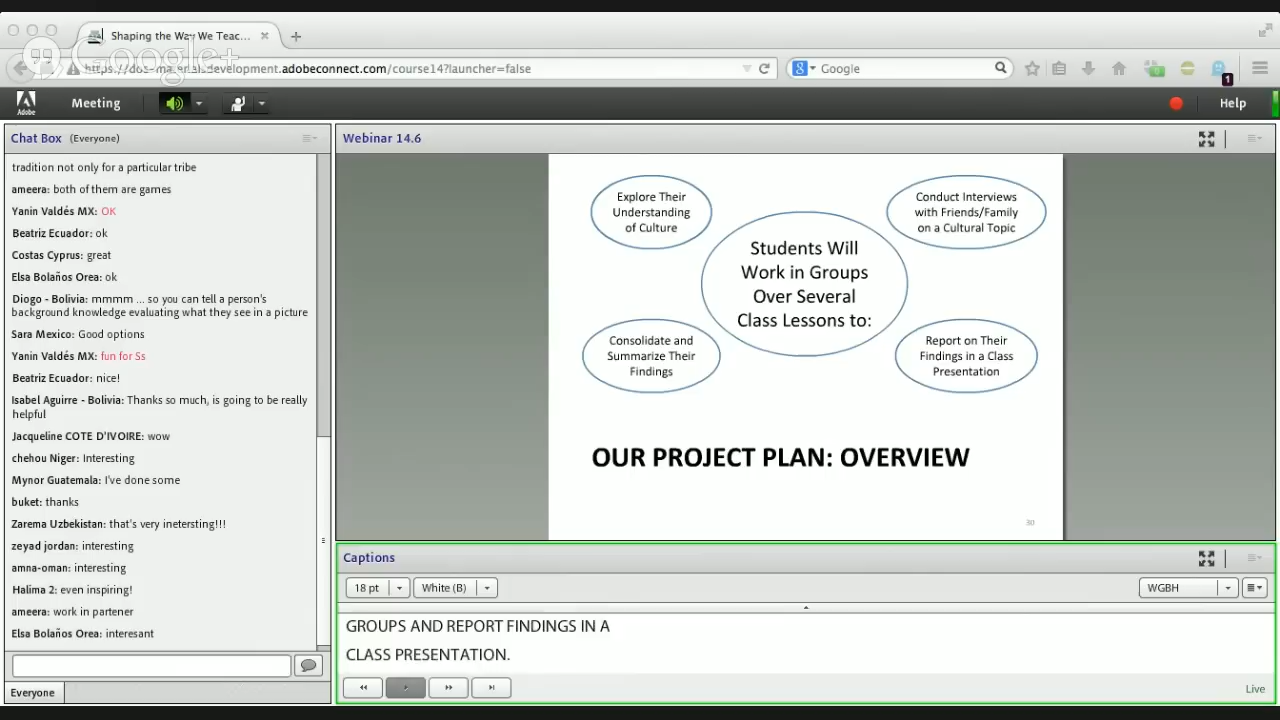 Shaping the Way We Teac...
Google+
adobeconnect.com/course14?launcher=false
Google
1
Adobe
Meeting
Help
Chat Box (Everyone)
tradition not only for a particular tribe
ameera: both of them are games
Yanin Valdés MX: OK
Beatriz Ecuador: ok
Costas Cyprus: great
Elsa Bolaños Orea: ok
Diogo - Bolivia: mmmm ... so you can tell a person's
background knowledge evaluating what they see in a picture
Sara Mexico: Good options
Yanin Valdés MX: fun for Ss
Beatriz Ecuador: nice!
Isabel Aguirre - Bolivia: Thanks so much, is going to be really
helpful
Jacqueline COTE D'IVOIRE: wow
chehou Niger: Interesting
Mynor Guatemala: I've done some
buket: thanks
Zarema Uzbekistan: that's very inetersting!!!
zeyad jordan: interesting
amna-oman: interesting
Halima 2: even inspiring!
ameera: work in partener
Elsa Bolaños Orea: interesant
Everyone
Webinar 14.6
Explore Their
Understanding
of Culture
Conduct Interviews
with Friends/Family
on a Cultural Topic
Students Will
Work in Groups
Over Several
Class Lessons to:
Consolidate and
Summarize Their
Findings
Report on Their
Findings in a Class
Presentation
OUR PROJECT PLAN: OVERVIEW
30
Captions
18 pt
White (B)
WGBH
GROUPS AND REPORT FINDINGS IN A
CLASS PRESENTATION.
Live